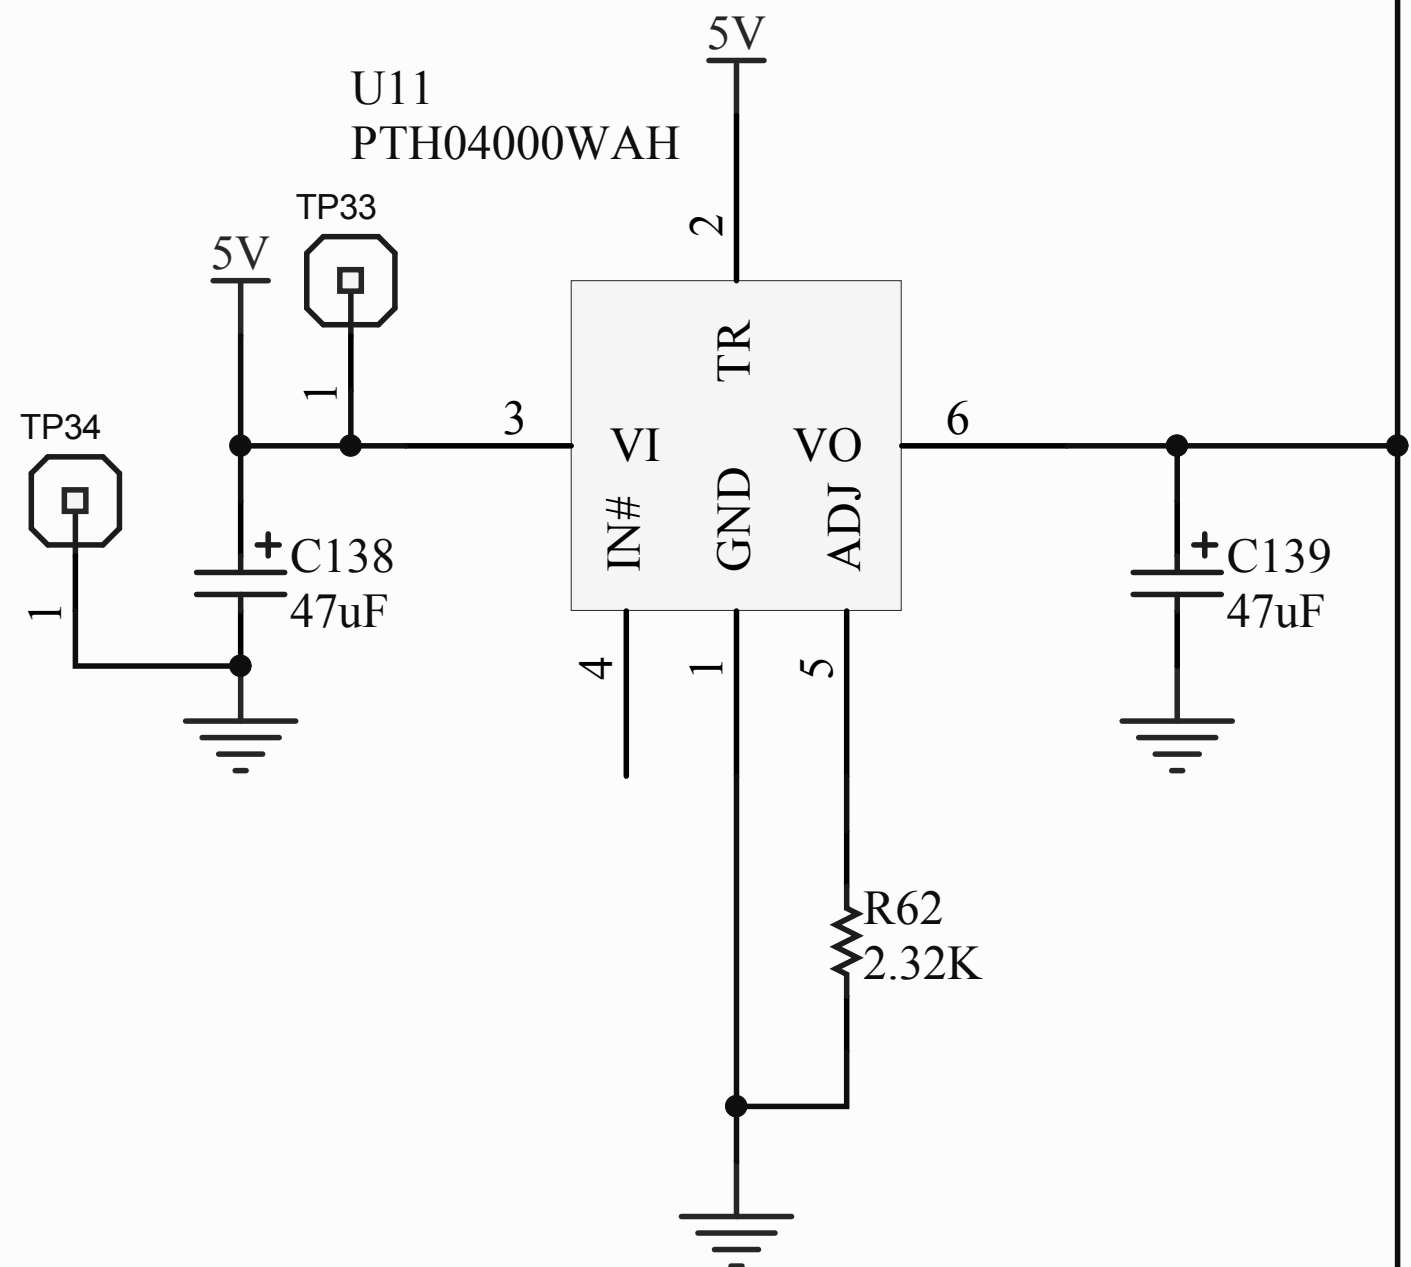 5V
U11
PTH04000WAH
TP33
2
5V
TR
1
3
6
TP34
VI
VO
IN#
GND
ADJ
+
C138
47uF
+
C139
47uF
1
4
1
5
R62
2.32K